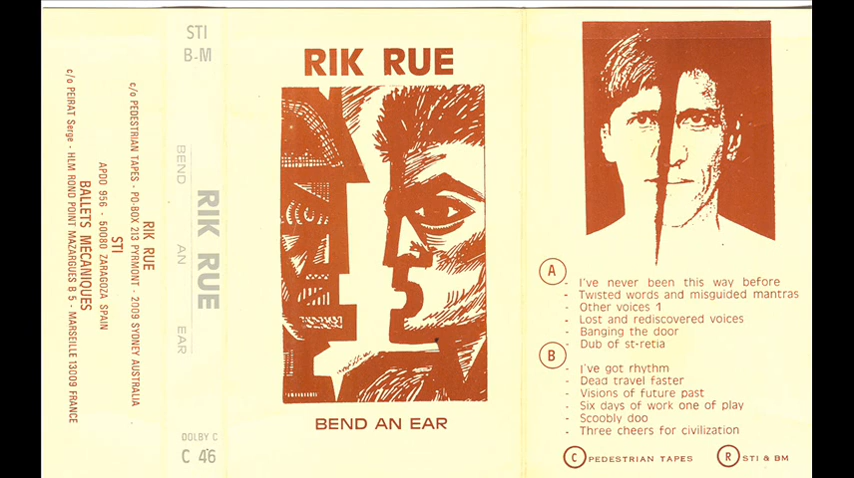 RIK RUE
c/o PEDESTRIAN TAPES - PO-BOX 213 PYRMONT - 2009 SYDNEY AUSTRALIA
STI
APDO 956 - 50080 ZARAGOZA SPAIN
BALLETS MÉCANIQUES
c/o PEIRAT Serge - HLM ROND POINT MAZARGUES B 5 - MARSEILLE 13009 FRANCE
STI
B-M
RIK RUE
BEND AN EAR
DOLBY C
C 46
RIK RUE
BEND AN EAR
A
- I've never been this way before
- Twisted words and misguided mantras
- Other voices 1
- Lost and rediscovered voices
- Banging the door
- Dub of st-retia
B
- I've got rhythm
- Dead travel faster
- Visions of future past
- Six days of work one of play
- Scoobly doo
- Three cheers for civilization
C PEDESTRIAN TAPES R STI & BM